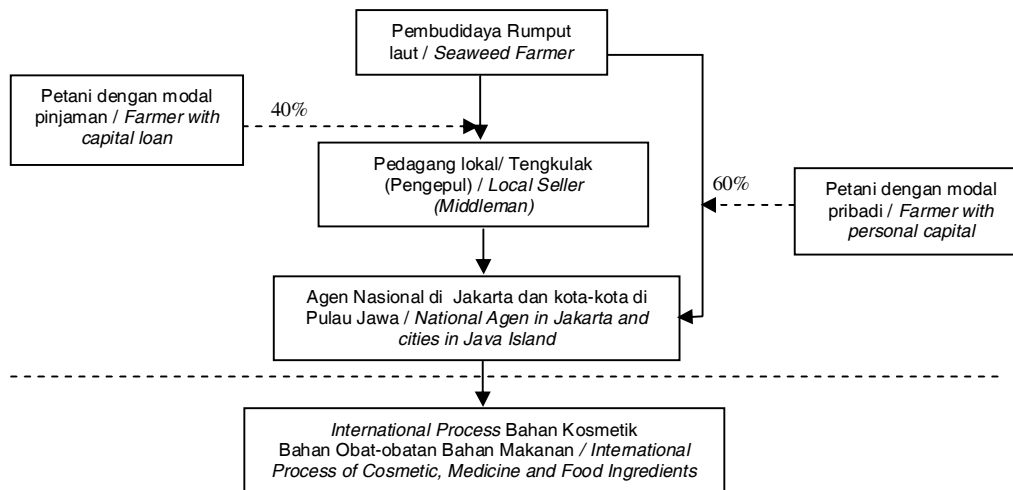 Pembudidaya Rumput
laut / Seaweed Farmer
Petani dengan modal
pinjaman / Farmer with
capital loan
40%
Pedagang lokal/ Tengkulak
(Pengepul) / Local Seller
(Middleman)
60%
Petani dengan modal
pribadi / Farmer with
personal capital
Agen Nasional di Jakarta dan kota-kota di
Pulau Jawa / National Agen in Jakarta and
cities in Java Island
International Process Bahan Kosmetik
Bahan Obat-obatan Bahan Makanan / International
Process of Cosmetic, Medicine and Food Ingredients